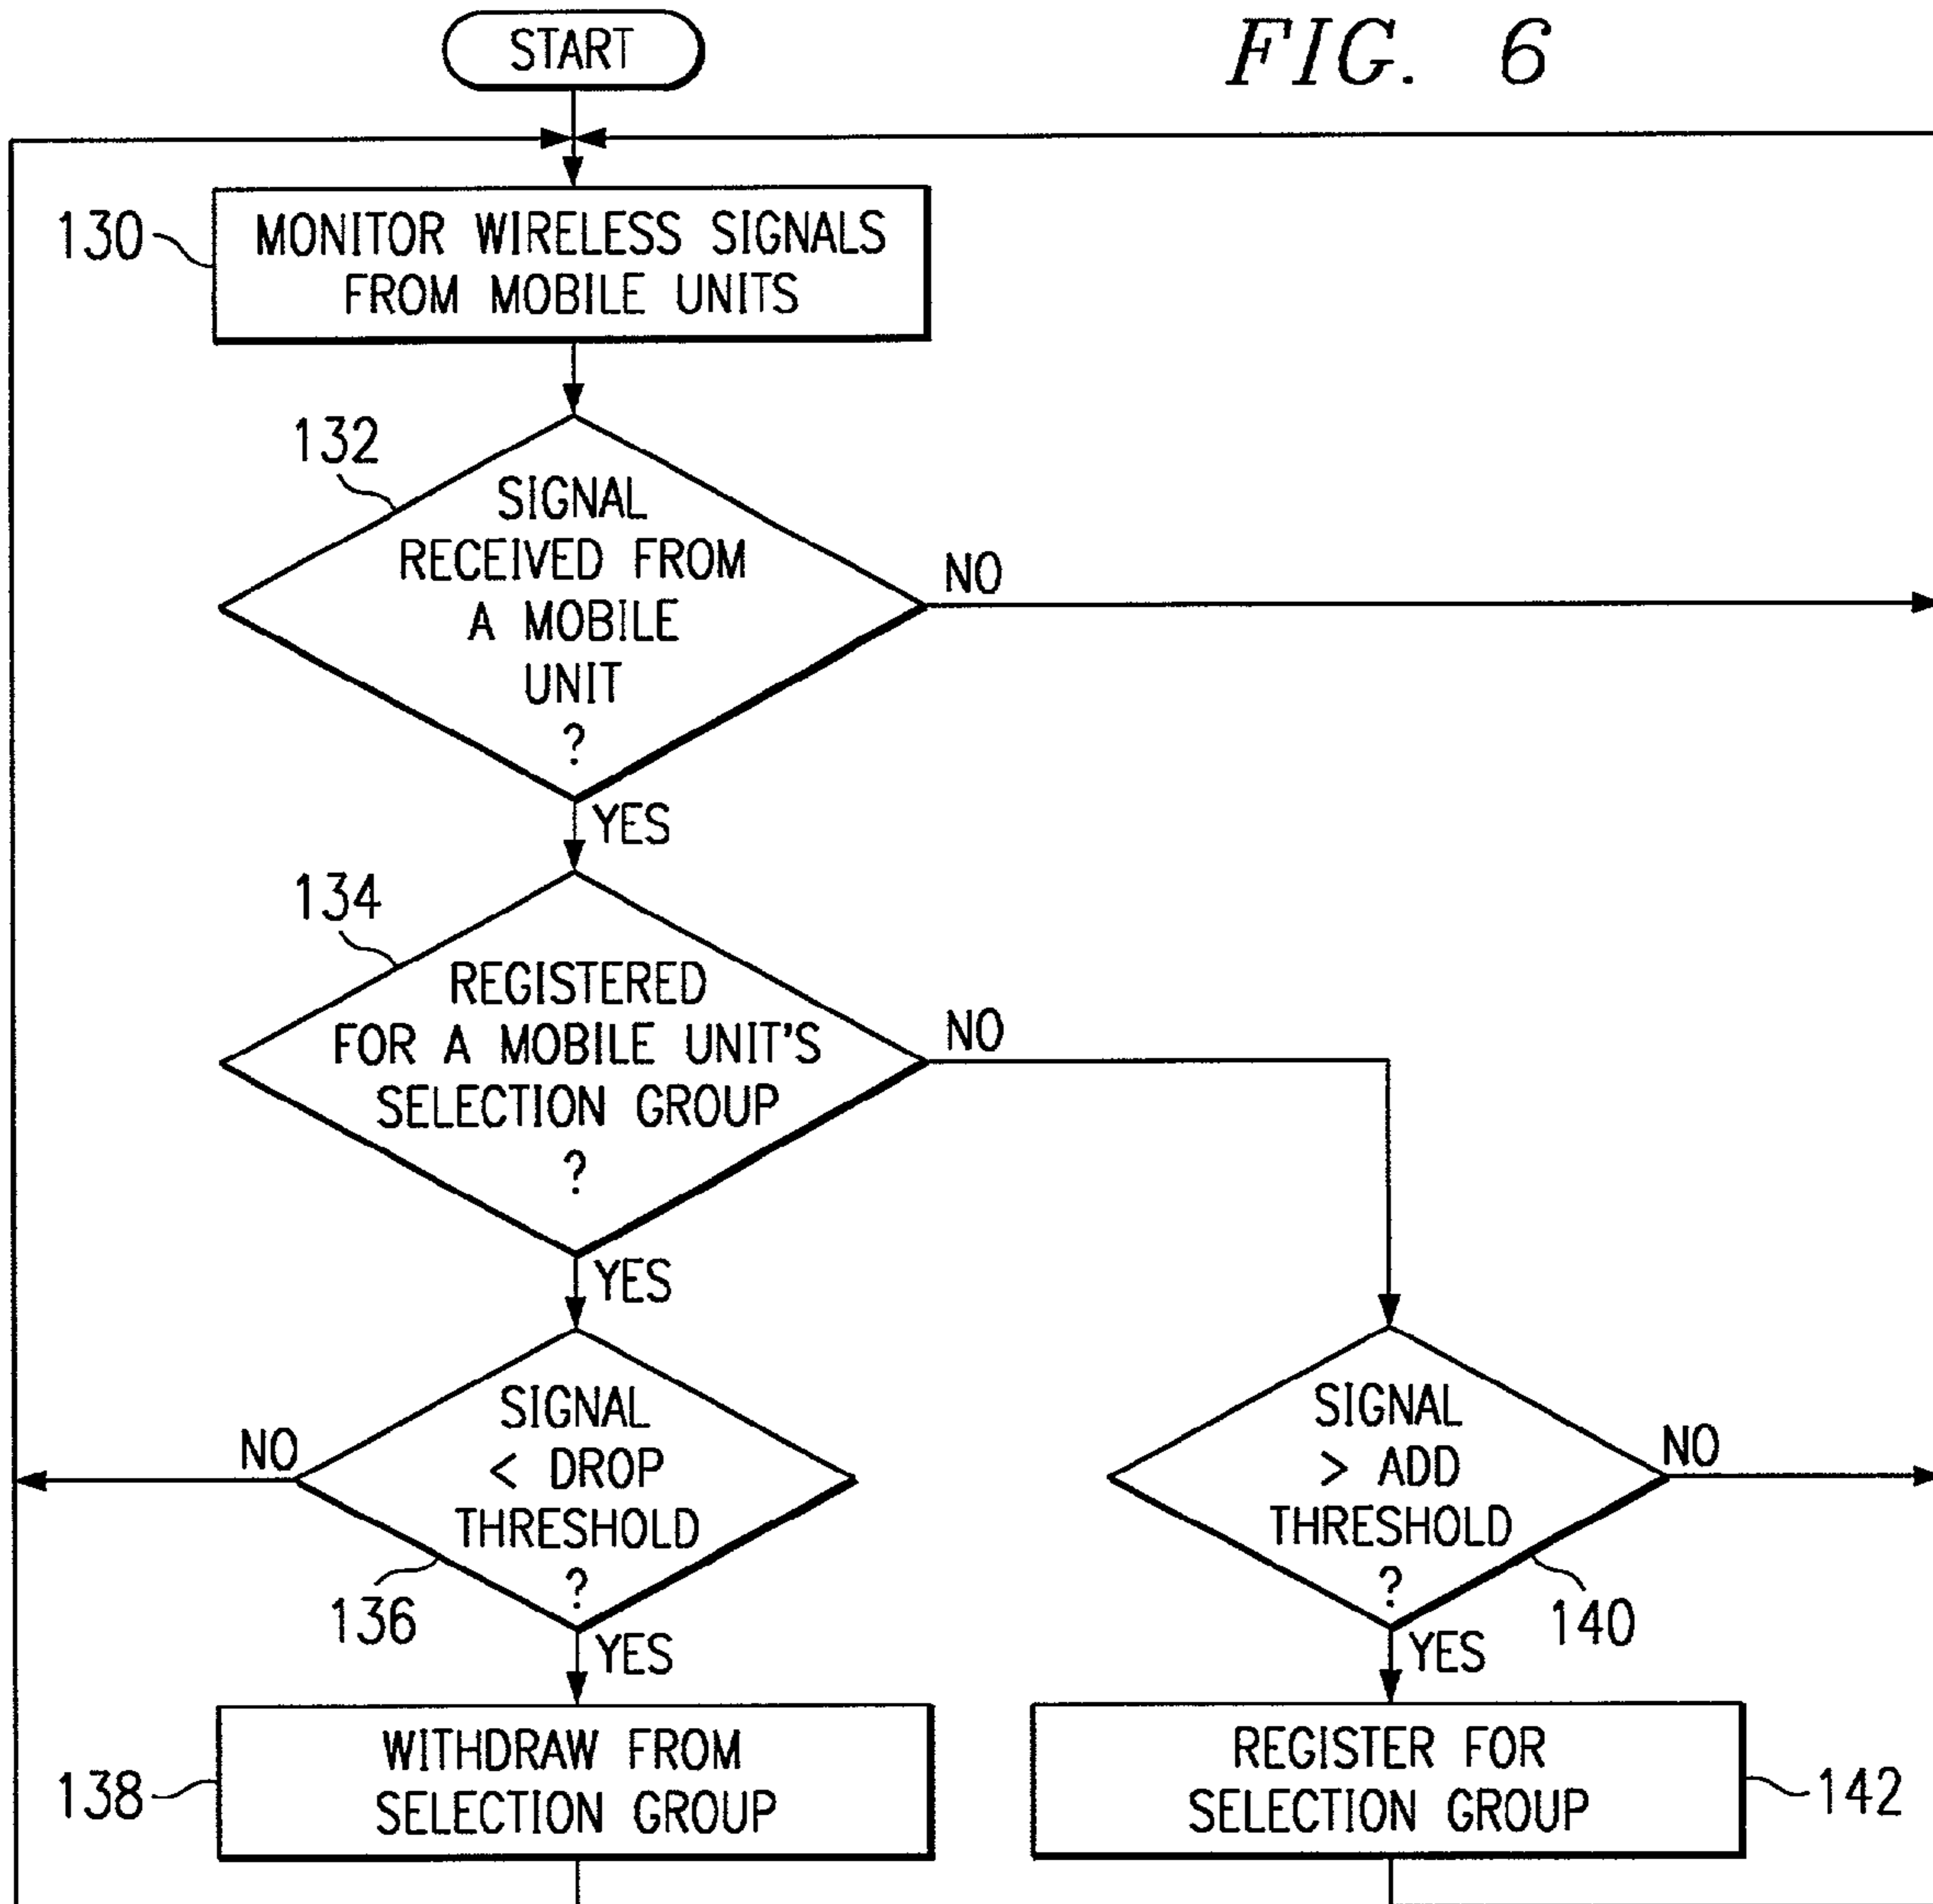 FIG. 6
START
130
MONITOR WIRELESS SIGNALS
FROM MOBILE UNITS
132
SIGNAL
RECEIVED FROM
A MOBILE
UNIT
?
NO
YES
134
REGISTERED
FOR A MOBILE UNIT'S
SELECTION GROUP
?
NO
YES
SIGNAL
< DROP
THRESHOLD
?
NO
136
YES
SIGNAL
> ADD
THRESHOLD
?
NO
140
YES
138
WITHDRAW FROM
SELECTION GROUP
REGISTER FOR
SELECTION GROUP
142